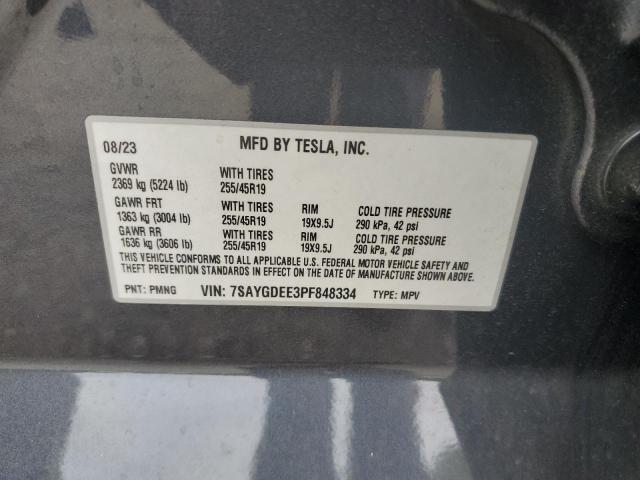 08/23 MFD BY TESLA, INC.
GVWR WITH TIRES
2369 kg (5224 lb) 255/45R19
GAWR FRT WITH TIRES RIM COLD TIRE PRESSURE
1363 kg (3004 lb) 255/45R19 19X9.5J 290 kPa, 42 psi
GAWR RR WITH TIRES RIM COLD TIRE PRESSURE
1636 kg (3606 lb) 255/45R19 19X9.5J 290 kPa, 42 psi
THIS VEHICLE CONFORMS TO ALL APPLICABLE FEDERAL MOTOR VEHICLE SAFETY AND
THEFT PREVENTION STANDARDS IN EFFECT ON THE DATE OF MANUFACTURE SHOWN ABOVE.
PNT: PMNG VIN: 7SAYGDEE3PF848334 TYPE: MPV